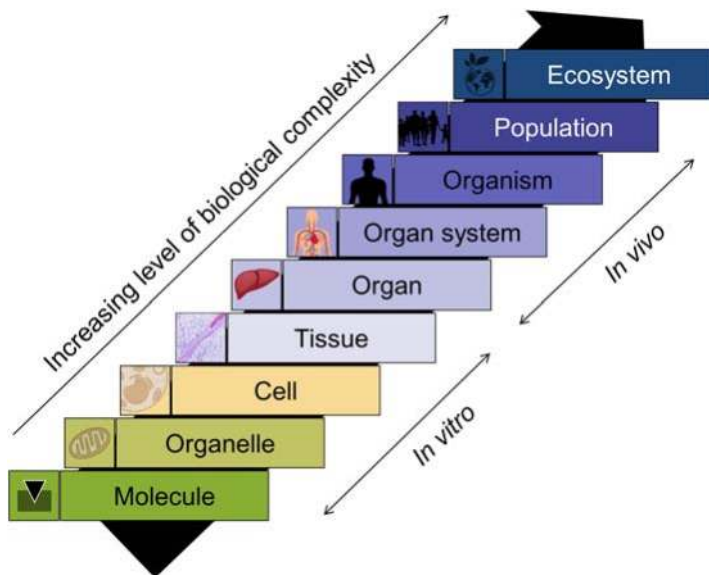 Increasing level of biological complexity
Ecosystem
Population
Organism
Organ system
Organ
Tissue
Cell
Organelle
Molecule
In vivo
In vitro